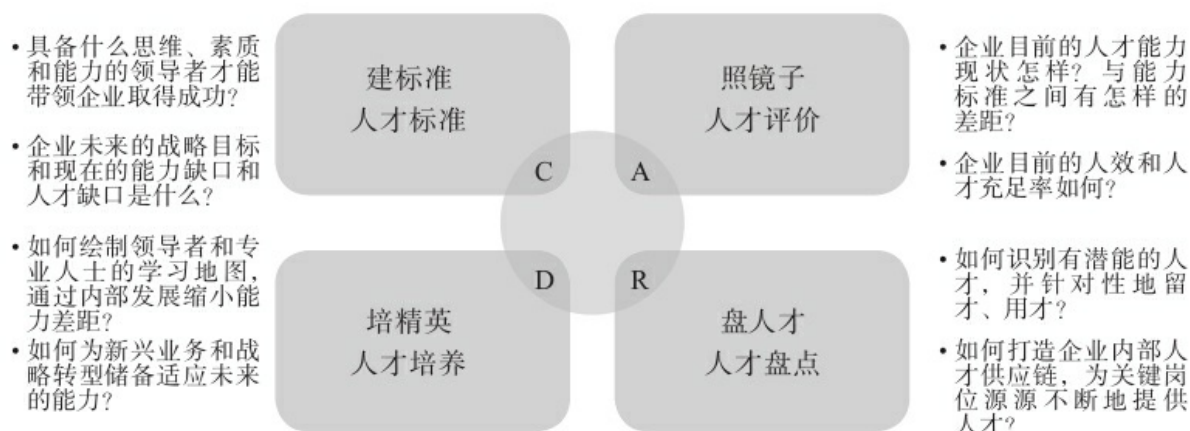 • 具备什么思维、素质
和能力的领导者才能
带领企业取得成功？
• 企业未来的战略目标
和现在的能力缺口和
人才缺口是什么？
建标准
人才标准
C
照镜子
人才评价
A
• 企业目前的人才能力
现状怎样？与能力
标准之间有怎样的
差距？
• 企业目前的人效和人
才充足率如何？
• 如何绘制领导者和专
业人士的学习地图，
通过内部发展缩小能
力差距？
• 如何为新兴业务和战
略转型储备适应未来
的能力？
D
培精英
人才培养
R
盘人才
人才盘点
• 如何识别有潜能的人
才，并针对性地留
才、用才？
• 如何打造企业内部人
才供应链，为关键岗
位源源不断地提供
人才？